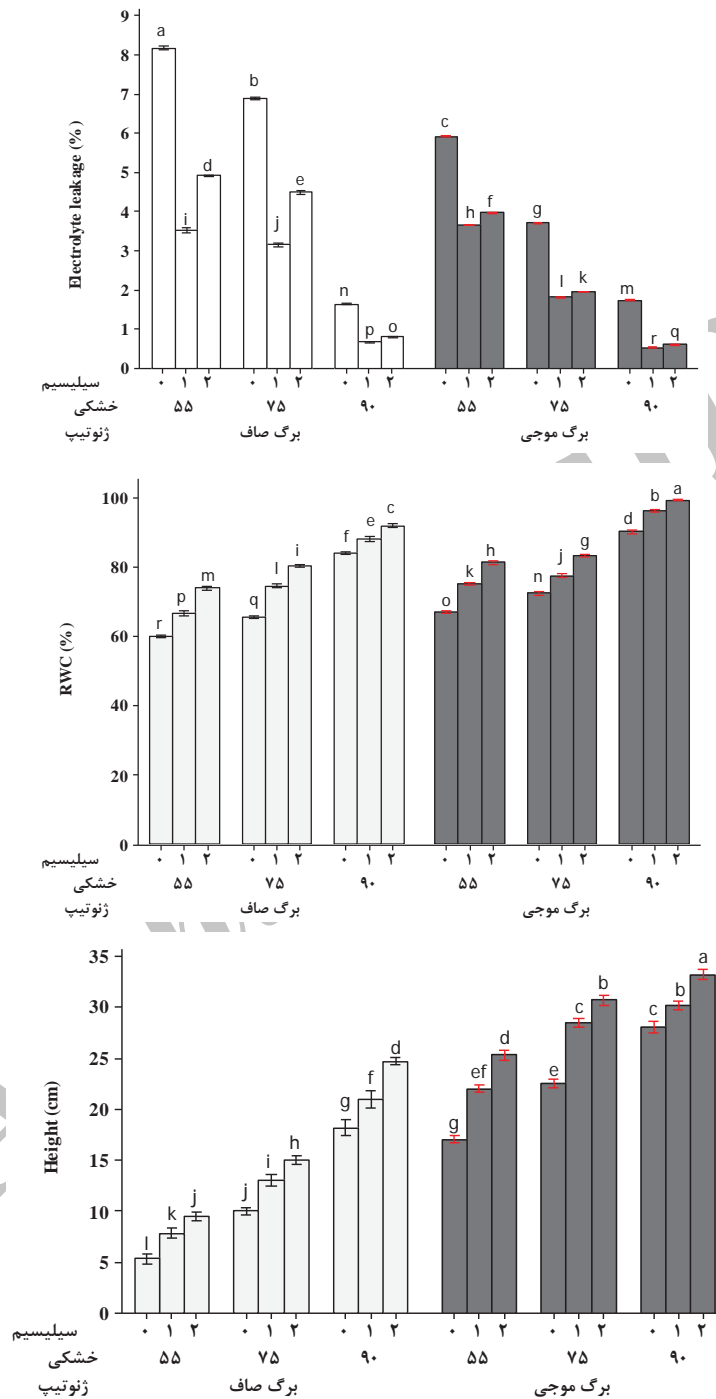 Electrolyte leakage (%)
9
8
7
6
5
4
3
2
1
0
a
i
d
b
j
e
n
p
o
c
h
f
g
l
k
m
r
q
سیلیسیم ۰ ۱ ۲ ۰ ۱ ۲ ۰ ۱ ۲ ۰ ۱ ۲ ۰ ۱ ۲ ۰ ۱ ۲
خشکی ۵۵ ۷۵ ۹۰ ۵۵ ۷۵ ۹۰
ژنوتیپ برگ صاف برگ موجی
RWC (%)
100
80
60
40
20
0
r
p
m
q
l
i
f
e
c
o
k
h
n
j
g
d
b
a
سیلیسیم ۰ ۱ ۲ ۰ ۱ ۲ ۰ ۱ ۲ ۰ ۱ ۲ ۰ ۱ ۲ ۰ ۱ ۲
خشکی ۵۵ ۷۵ ۹۰ ۵۵ ۷۵ ۹۰
ژنوتیپ برگ صاف برگ موجی
Height (cm)
35
30
25
20
15
10
5
0
l
k
j
j
i
h
g
f
d
g
ef
d
e
c
b
c
b
a
سیلیسیم ۰ ۱ ۲ ۰ ۱ ۲ ۰ ۱ ۲ ۰ ۱ ۲ ۰ ۱ ۲ ۰ ۱ ۲
خشکی ۵۵ ۷۵ ۹۰ ۵۵ ۷۵ ۹۰
ژنوتیپ برگ صاف برگ موجی